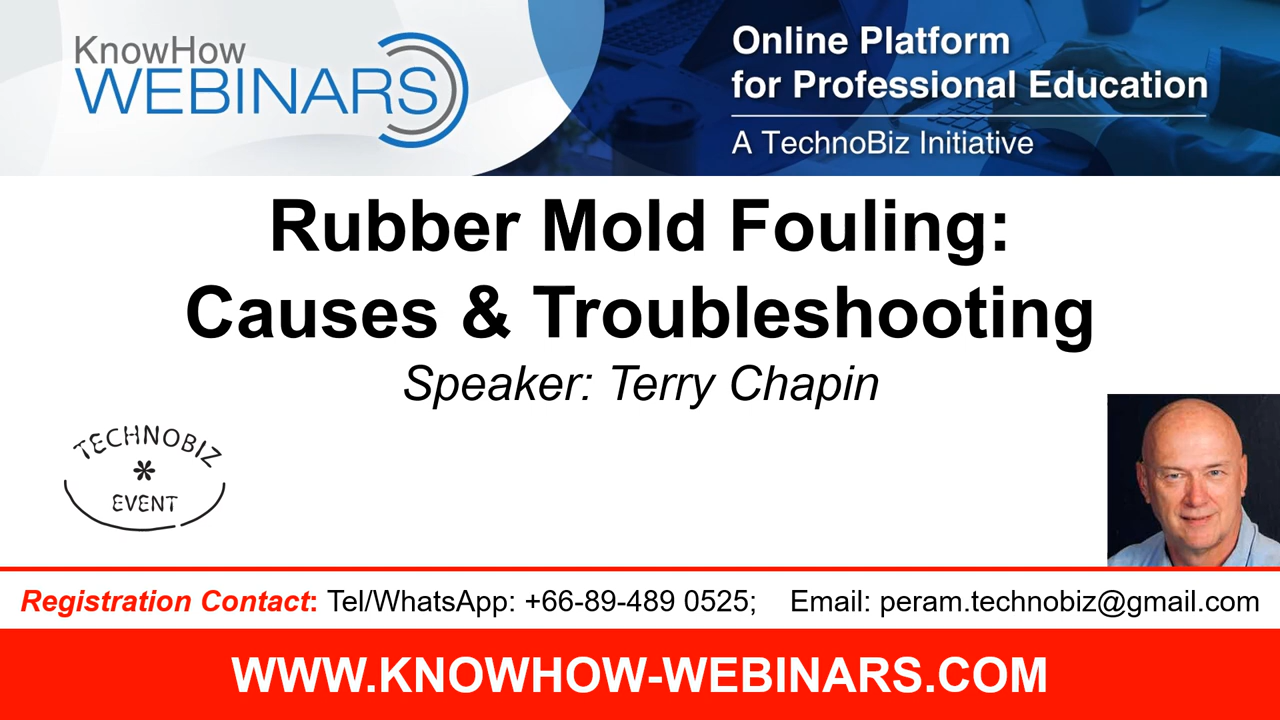 KnowHow
WEBINARS
Online Platform
for Professional Education
A TechnoBiz Initiative
Rubber Mold Fouling:
Causes & Troubleshooting
Speaker: Terry Chapin
TECHNOBIZ
*
EVENT
Registration Contact: Tel/WhatsApp: +66-89-489 0525; Email: peram.technobiz@gmail.com
WWW.KNOWHOW-WEBINARS.COM